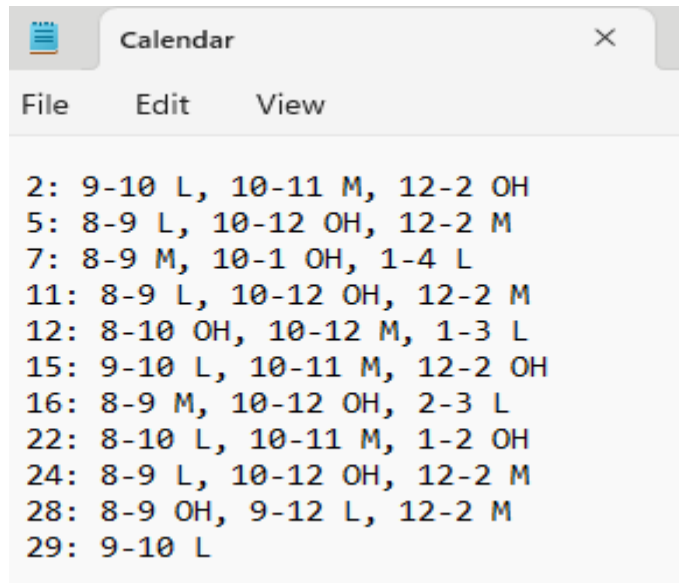 Calendar
File Edit View
2: 9-10 L, 10-11 M, 12-2 OH
5: 8-9 L, 10-12 OH, 12-2 M
7: 8-9 M, 10-1 OH, 1-4 L
11: 8-9 L, 10-12 OH, 12-2 M
12: 8-10 OH, 10-12 M, 1-3 L
15: 9-10 L, 10-11 M, 12-2 OH
16: 8-9 M, 10-12 OH, 2-3 L
22: 8-10 L, 10-11 M, 1-2 OH
24: 8-9 L, 10-12 OH, 12-2 M
28: 8-9 OH, 9-12 L, 12-2 M
29: 9-10 L